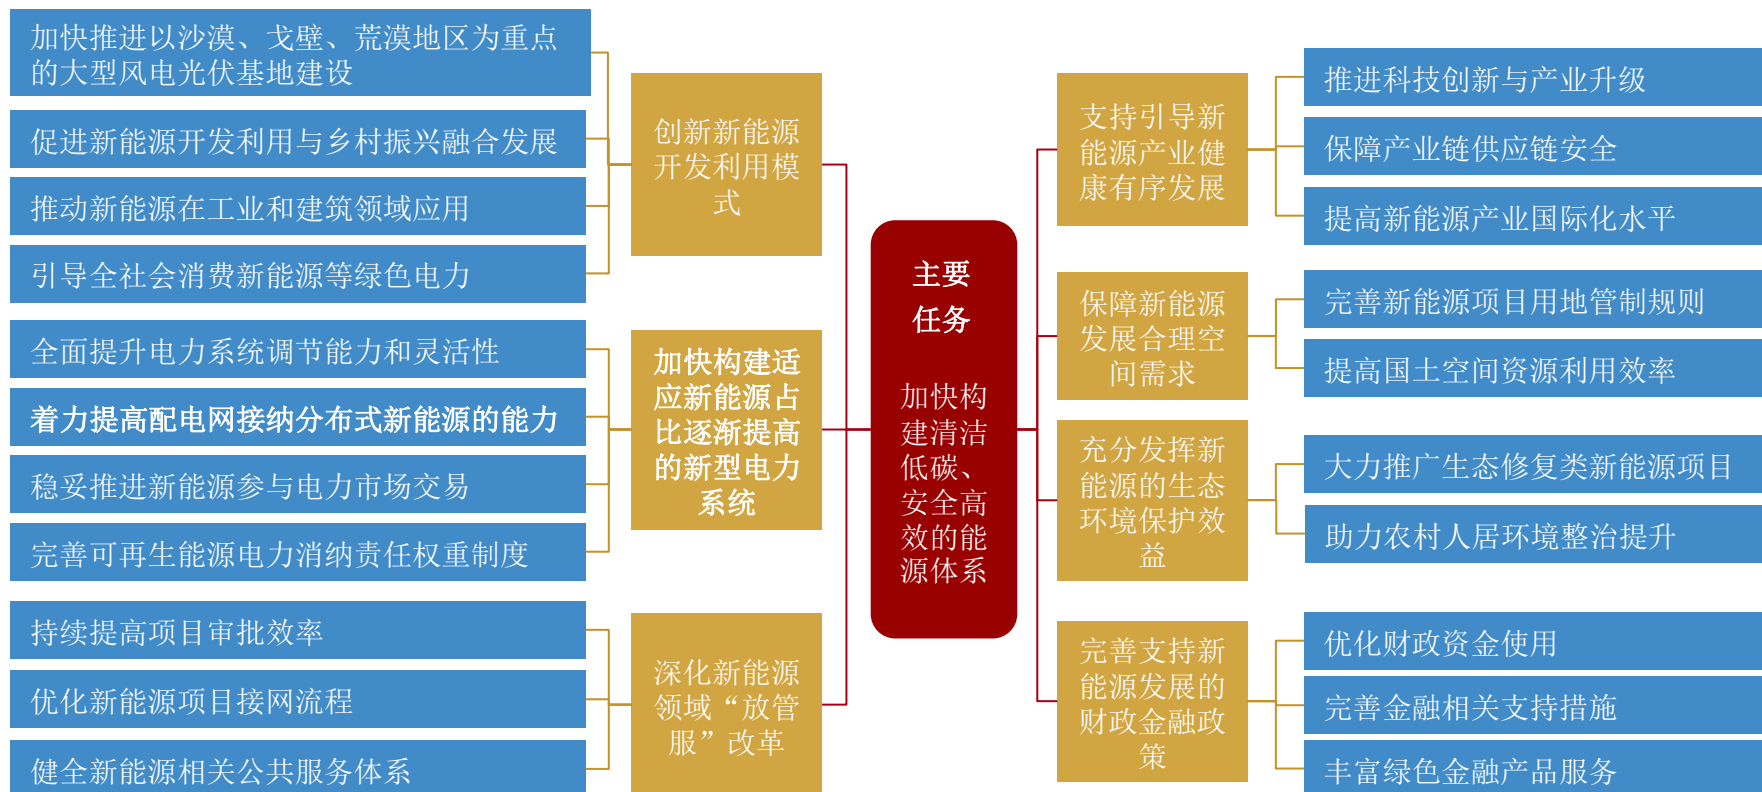 加快推进以沙漠、戈壁、荒漠地区为重点
的大型风电光伏基地建设
促进新能源开发利用与乡村振兴融合发展
推动新能源在工业和建筑领域应用
引导全社会消费新能源等绿色电力
创新新能源
开发利用模
式
全面提升电力系统调节能力和灵活性
着力提高配电网接纳分布式新能源的能力
稳妥推进新能源参与电力市场交易
完善可再生能源电力消纳责任权重制度
加快构建适
应新能源占
比逐渐提高
的新型电力
系统
持续提高项目审批效率
优化新能源项目接网流程
健全新能源相关公共服务体系
深化新能源
领域“放管
服”改革
主要
任务
加快构
建清洁
低碳、
安全高
效的能
源体系
支持引导新
能源产业健
康有序发展
推进科技创新与产业升级
保障产业链供应链安全
提高新能源产业国际化水平
保障新能源
发展合理空
间需求
完善新能源项目用地管制规则
提高国土空间资源利用效率
充分发挥新
能源的生态
环境保护效
益
大力推广生态修复类新能源项目
助力农村人居环境整治提升
完善支持新
能源发展的
财政金融政
策
优化财政资金使用
完善金融相关支持措施
丰富绿色金融产品服务